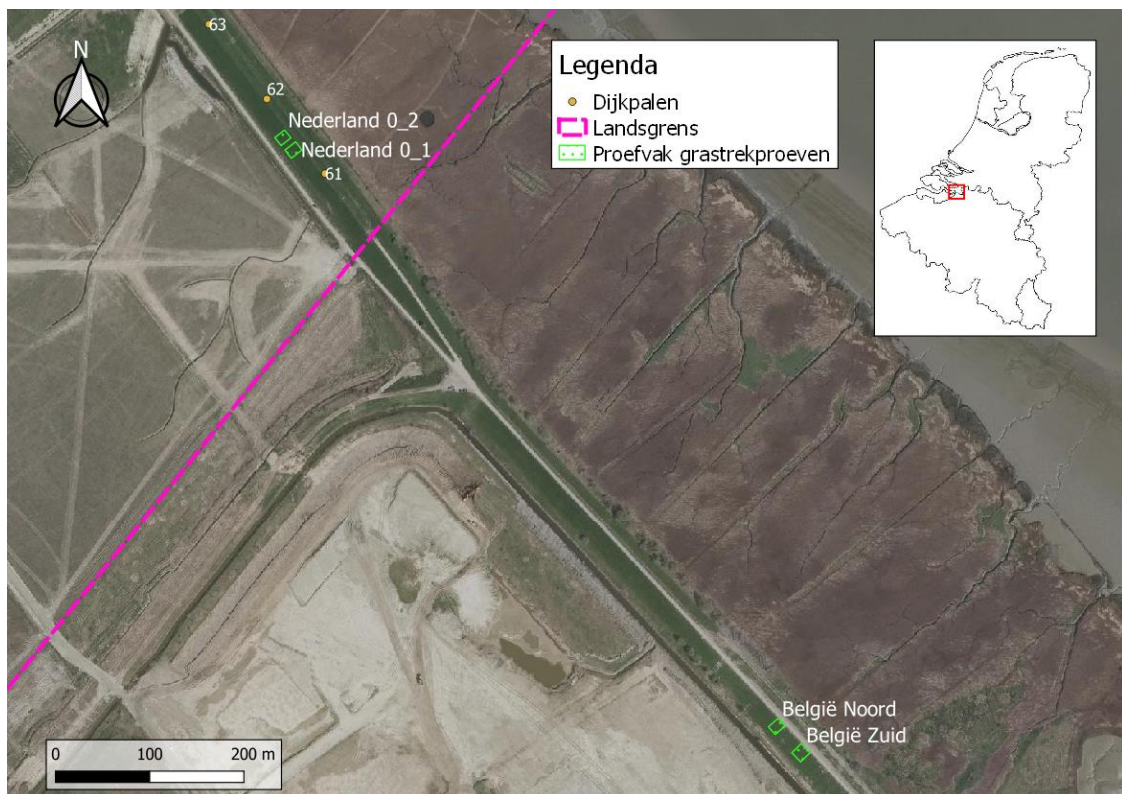 63
N
62
Nederland 0_2
Nederland 0_1
61
Legenda
Dijkpalen
Landsgrens
Proefvak grastrekproeven
België Noord
België Zuid
0 100 200 m